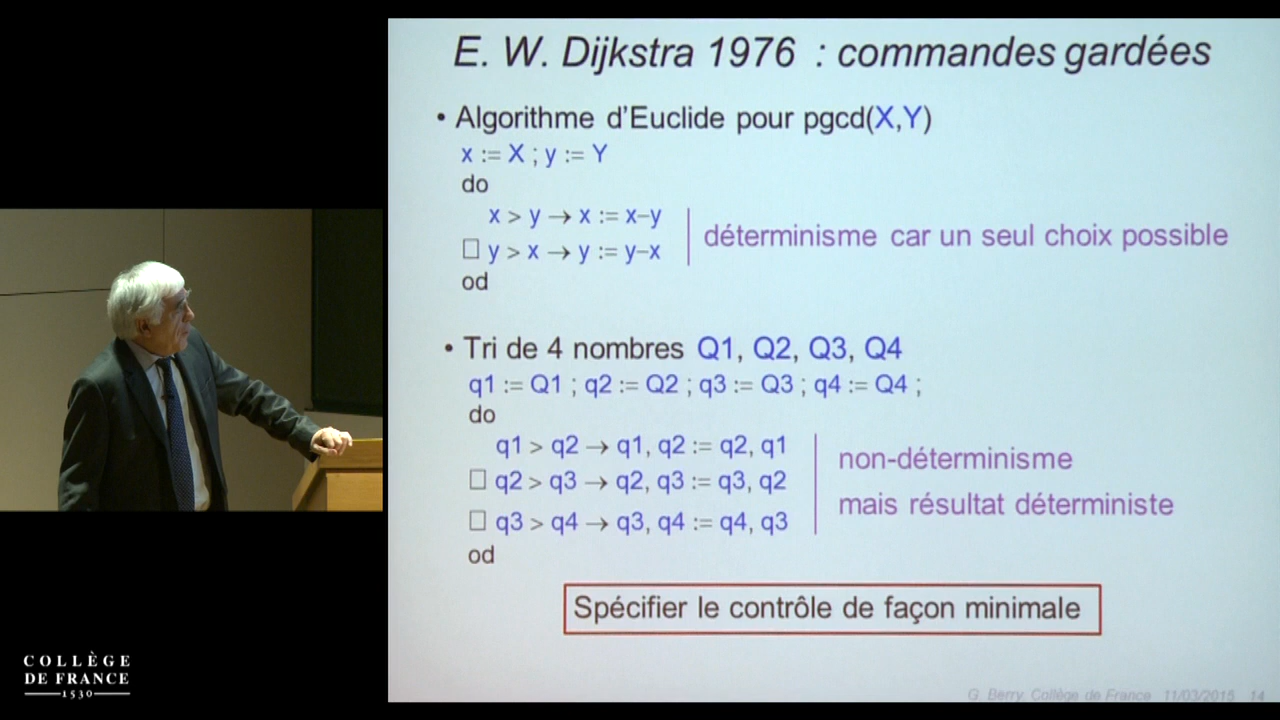 E. W. Dijkstra 1976 : commandes gardées
• Algorithme d'Euclide pour pgcd(X,Y)
x := X ; y := Y
do
x > y → x := x–y
□ y > x → y := y–x
od
déterminisme car un seul choix possible
• Tri de 4 nombres Q1, Q2, Q3, Q4
q1 := Q1 ; q2 := Q2 ; q3 := Q3 ; q4 := Q4 ;
do
q1 > q2 → q1, q2 := q2, q1
□ q2 > q3 → q2, q3 := q3, q2
□ q3 > q4 → q3, q4 := q4, q3
od
non-déterminisme
mais résultat déterministe
Spécifier le contrôle de façon minimale
G. Berry, Collège de France 11/03/2015 14
COLLÈGE
DE FRANCE
1530